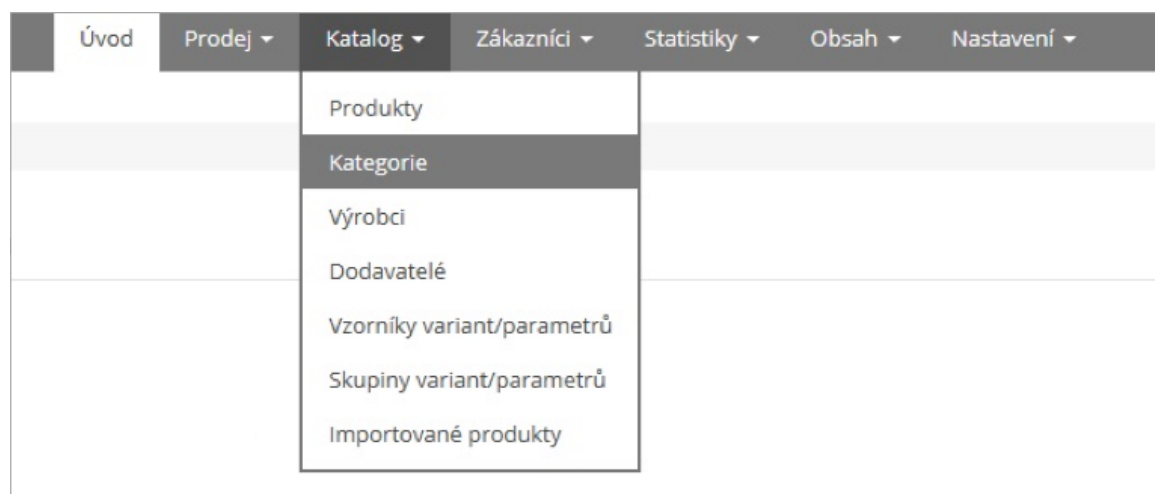 Úvod Prodej Katalog Zákazníci Statistiky Obsah Nastavení
Produkty
Kategorie
Výrobci
Dodavatelé
Vzorníky variant/parametrů
Skupiny variant/parametrů
Importované produkty